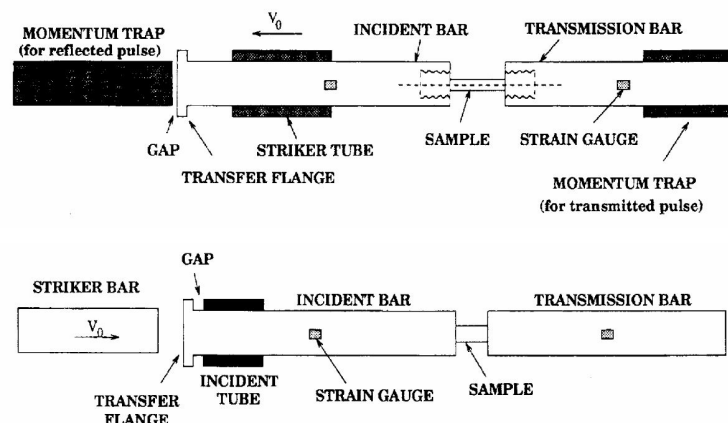 MOMENTUM TRAP
(for reflected pulse)
V₀
INCIDENT BAR
TRANSMISSION BAR
GAP
TRANSFER FLANGE
STRIKER TUBE
SAMPLE
STRAIN GAUGE
MOMENTUM TRAP
(for transmitted pulse)
GAP
STRIKER BAR
INCIDENT BAR
TRANSMISSION BAR
V₀
TRANSFER
FLANGE
INCIDENT
TUBE
STRAIN GAUGE
SAMPLE